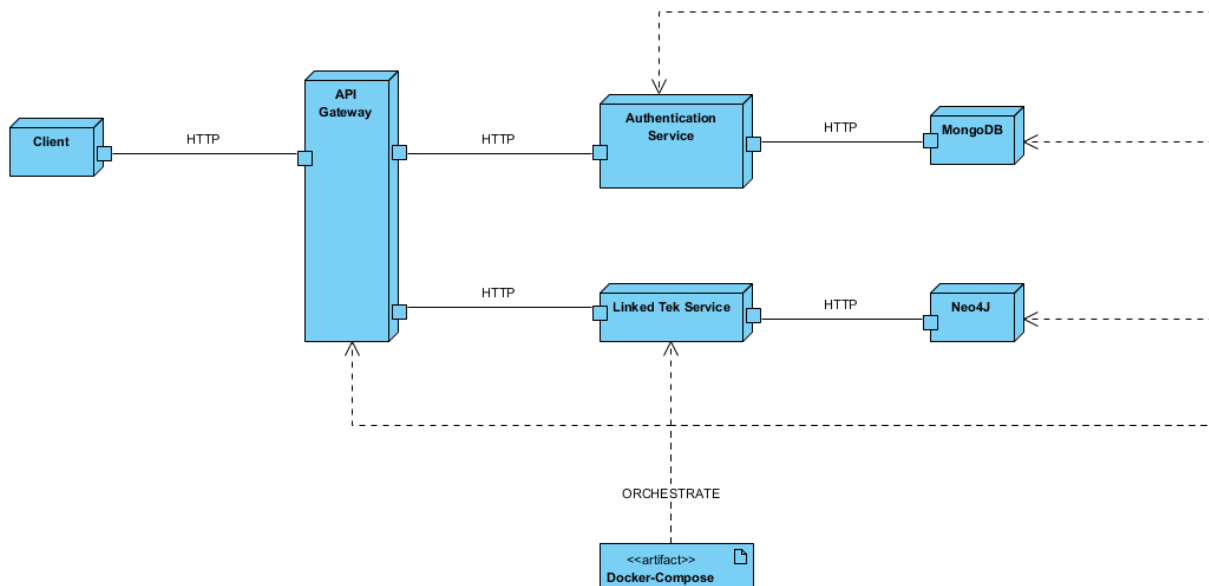 API
Gateway
Client
HTTP
HTTP
Authentication
Service
HTTP
MongoDB
HTTP
Linked Tek Service
HTTP
Neo4J
ORCHESTRATE
<<artifact>>
Docker-Compose